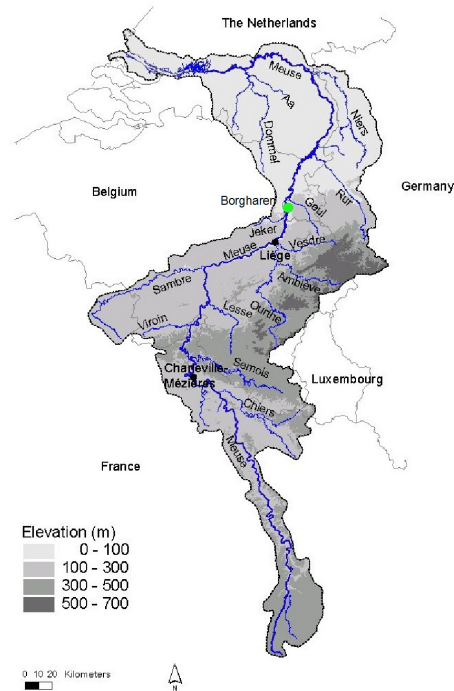 The Netherlands
Meuse
Aa
Niers
Dommel
Belgium
Germany
Borgharen
Geul
Rur
Jeker
Meuse
Vesdre
Liège
Ambleve
Sambre
Lesse
Ourthe
Viroin
Semois
Charleville-
Mézières
Luxembourg
Chiers
Meuse
France
Elevation (m)
0 - 100
100 - 300
300 - 500
500 - 700
0 10 20 Kilometers
N